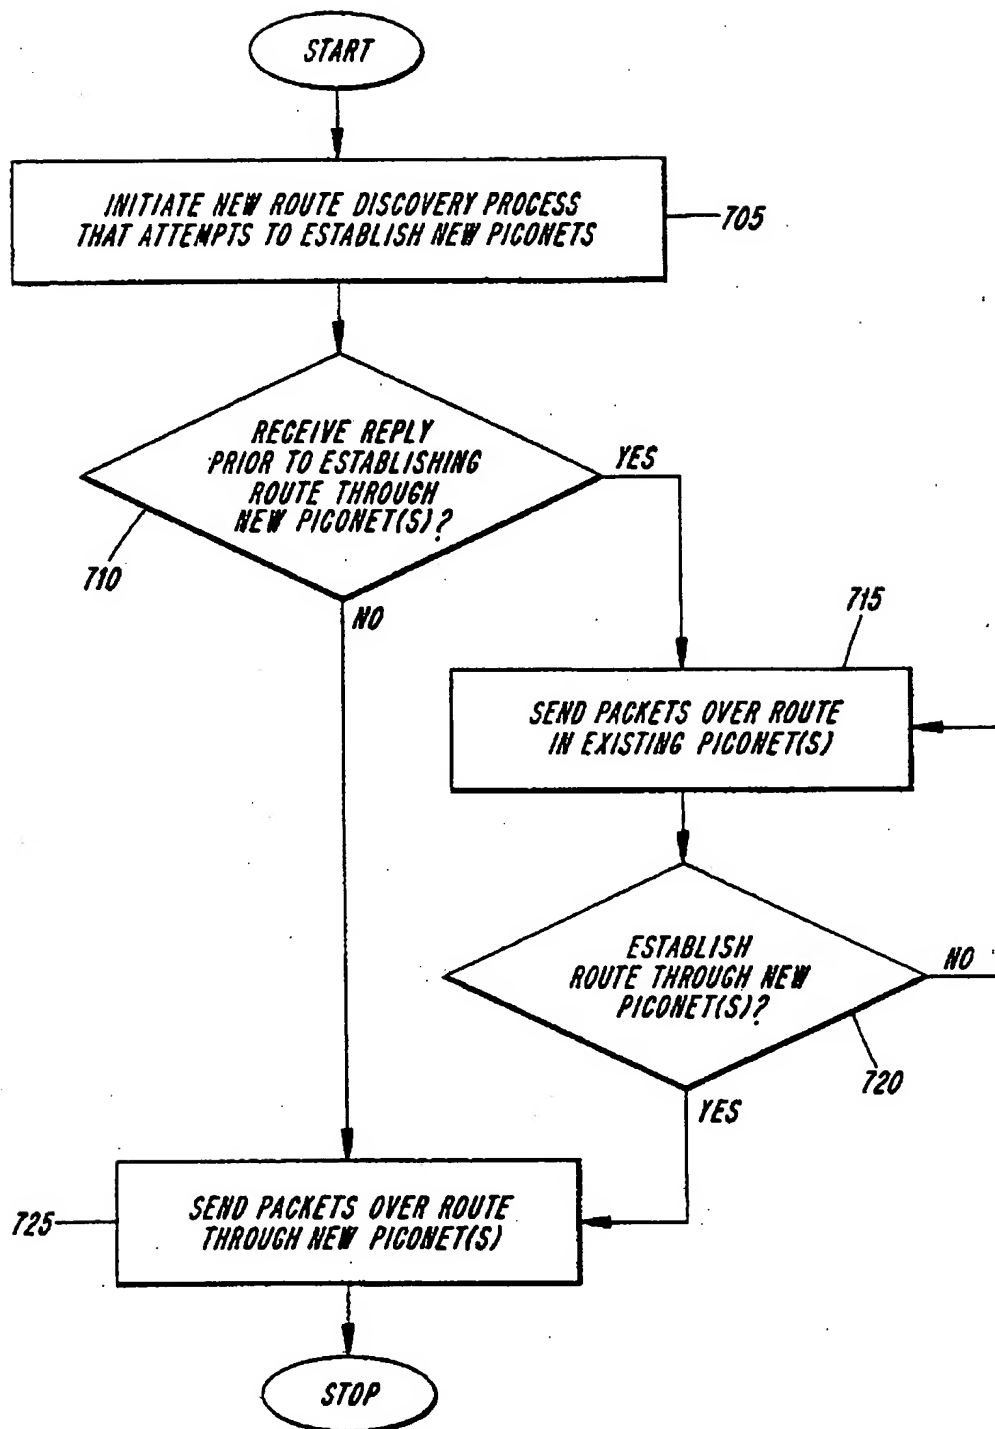 START
INITIATE NEW ROUTE DISCOVERY PROCESS
THAT ATTEMPTS TO ESTABLISH NEW PICONETS
705
RECEIVE REPLY
PRIOR TO ESTABLISHING
ROUTE THROUGH
NEW PICONET(S)?
YES
710
NO
715
SEND PACKETS OVER ROUTE
IN EXISTING PICONET(S)
ESTABLISH
ROUTE THROUGH NEW
PICONET(S)?
NO
720
YES
725
SEND PACKETS OVER ROUTE
THROUGH NEW PICONET(S)
STOP